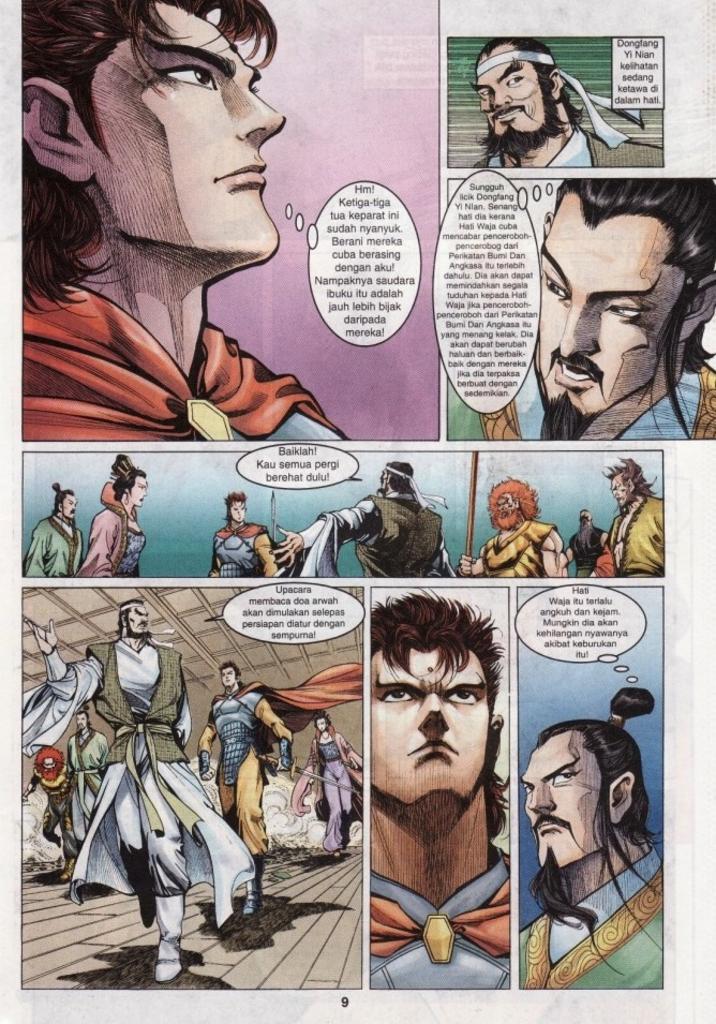 Hm!
Ketiga-tiga
tua keparat ini
sudah nyanyuk.
Berani mereka
cuba berasing
dengan aku!
Nampaknya saudara
ibuku itu adalah
jauh lebih bijak
daripada
mereka!
Dongfang
Yi Nian
kelihatan
sedang
ketawa di
dalam hati.
Sungguh
licik Dongfang
Yi Nian. Senang
hati dia kerana
Hati Waja cuba
mencabar penceroboh-
pencerobog dari
Perikatan Bumi Dan
Angkasa itu terlebih
dahulu. Dia akan dapat
memindahkan segala
tuduhan kepada Hati
Waja jika penceroboh-
penceroboh dari Perikatan
Bumi Dan Angkasa itu
yang menang kelak. Dia
akan dapat berubah
haluan dan berbaik-
baik dengan mereka
jika dia terpaksa
berbuat dengan
sedemikian.
Baiklah!
Kau semua pergi
berehat dulu!
Upacara
membaca doa arwah
akan dimulakan selepas
persiapan diatur dengan
sempurna!
Hati
Waja itu terlalu
angkuh dan kejam.
Mungkin dia akan
kehilangan nyawanya
akibat keburukan
itu!
9